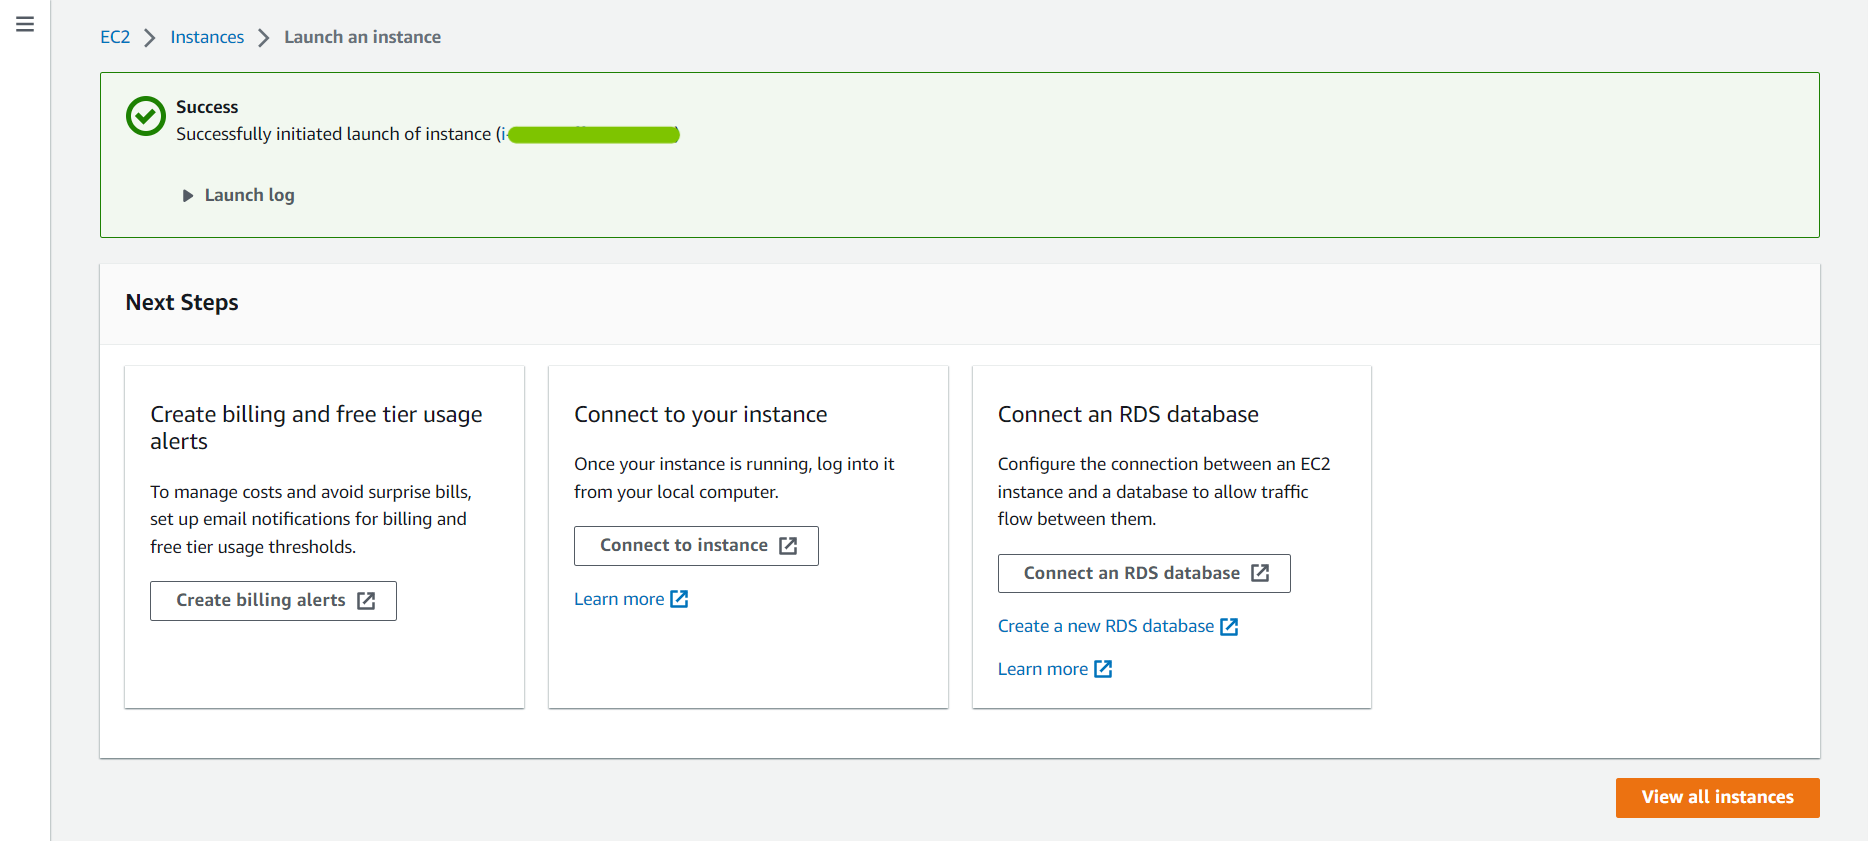 EC2 Instances Launch an instance
Success
Successfully initiated launch of instance (i-
Launch log
Next Steps
Create billing and free tier usage
alerts
To manage costs and avoid surprise bills,
set up email notifications for billing and
free tier usage thresholds.
Create billing alerts
Connect to your instance
Once your instance is running, log into it
from your local computer.
Connect to instance
Learn more
Connect an RDS database
Configure the connection between an EC2
instance and a database to allow traffic
flow between them.
Connect an RDS database
Create a new RDS database
Learn more
View all instances